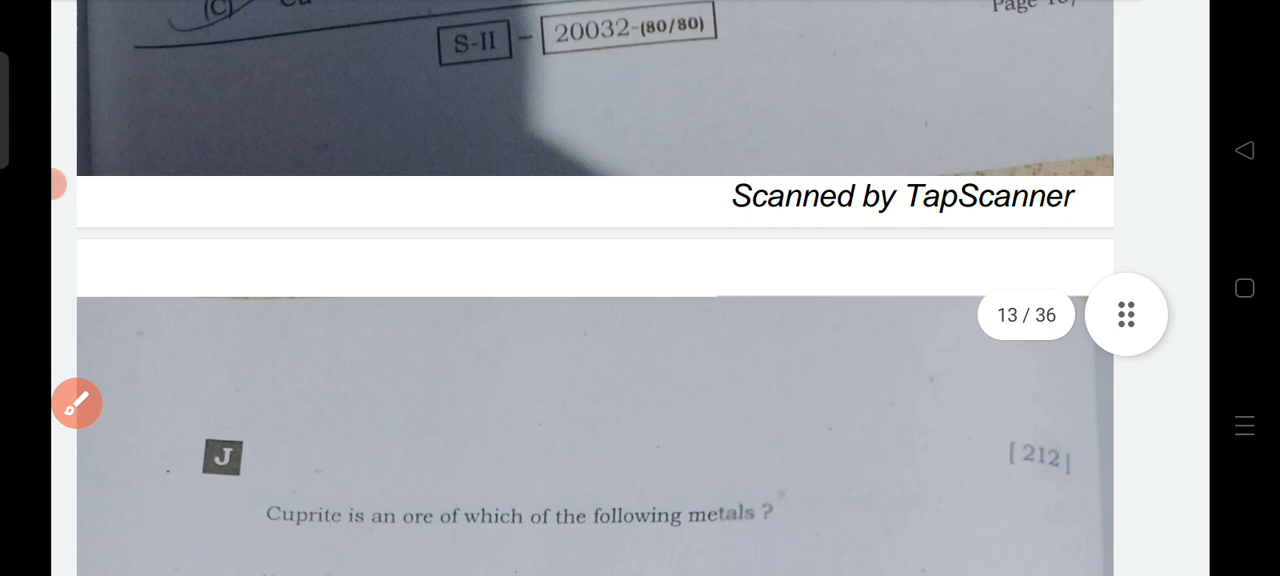 (C)
S-II - 20032-(80/80)
Page
Scanned by TapScanner
13 / 36
J
[ 212 ]
Cuprite is an ore of which of the following metals ?